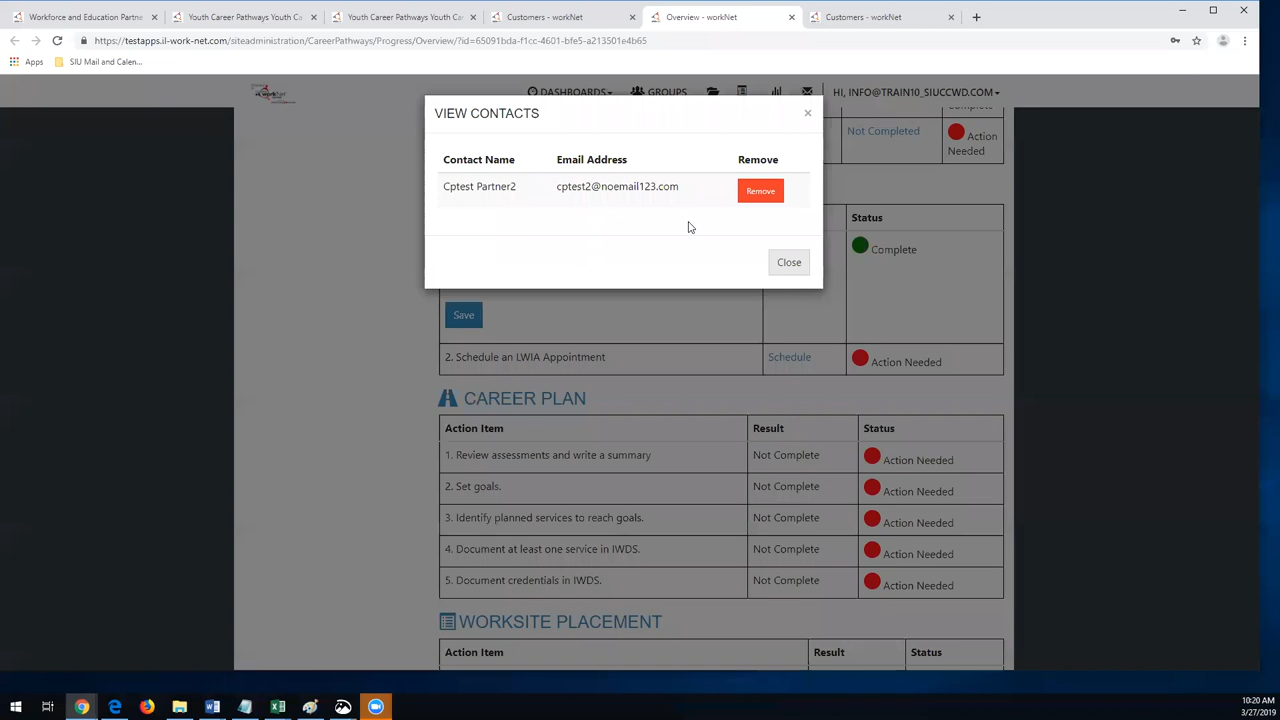 Workforce and Education Partne
Youth Career Pathways Youth Ca
Youth Career Pathways Youth Ca
Customers - workNet
Overview - workNet
Customers - workNet
https://testapps.il-work-net.com/siteadministration/CareerPathways/Progress/Overview/?id=65091bda-f1cc-4601-bfe5-a213501e4b65
Apps
SIU Mail and Calen...
DASHBOARDS
GROUPS
HI, INFO@TRAIN10_SIUCCWD.COM
VIEW CONTACTS
×
Contact Name
Email Address
Remove
Cptest Partner2
cptest2@noemail123.com
Remove
Close
Complete
Not Completed
Action
Needed
Status
Complete
Save
2. Schedule an LWIA Appointment
Schedule
Action Needed
CAREER PLAN
Action Item
Result
Status
1. Review assessments and write a summary
Not Complete
Action Needed
2. Set goals.
Not Complete
Action Needed
3. Identify planned services to reach goals.
Not Complete
Action Needed
4. Document at least one service in IWDS.
Not Complete
Action Needed
5. Document credentials in IWDS.
Not Complete
Action Needed
WORKSITE PLACEMENT
Action Item
Result
Status
10:20 AM
3/27/2019